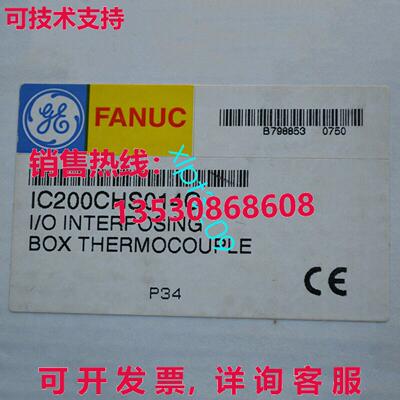 可技术支持
GE
FANUC
B798853 0750
销售热线：
IC200CHS014
13530868608
I/O INTERPOSING
BOX THERMOCOUPLE
P34
CE
可开发票，详询客服